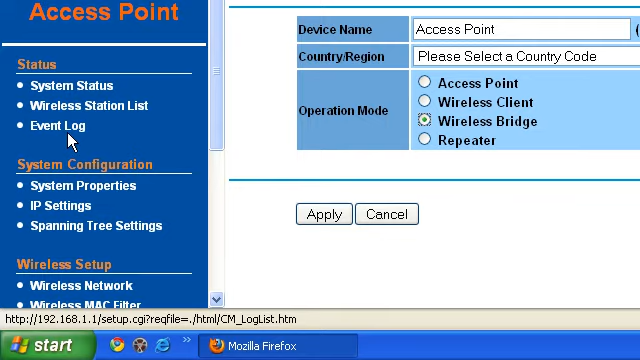 Access Point
Status
System Status
Wireless Station List
Event Log
System Configuration
System Properties
IP Settings
Spanning Tree Settings
Wireless Setup
Wireless Network
Wireless MAC Filter
Device Name Access Point (
Country/Region Please Select a Country Code
Operation Mode
Access Point
Wireless Client
Wireless Bridge
Repeater
Apply Cancel
http://192.168.1.1/setup.cgi?reqfile=./html/CM_LogList.htm
start Mozilla Firefox